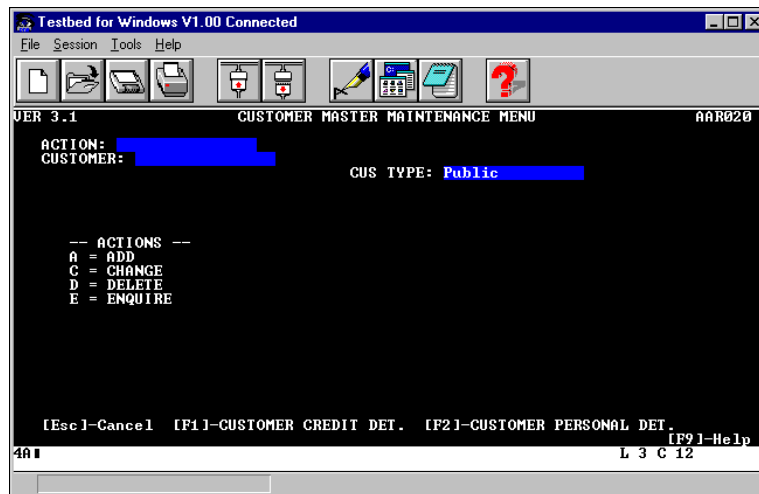 Testbed for Windows V1.00 Connected
File Session Tools Help
VER 3.1 CUSTOMER MASTER MAINTENANCE MENU AAR020
ACTION:
CUSTOMER:
CUS TYPE: Public
-- ACTIONS --
A = ADD
C = CHANGE
D = DELETE
E = ENQUIRE
[Esc]-Cancel [F1]-CUSTOMER CREDIT DET. [F2]-CUSTOMER PERSONAL DET.
[F9]-Help
4A L 3 C 12